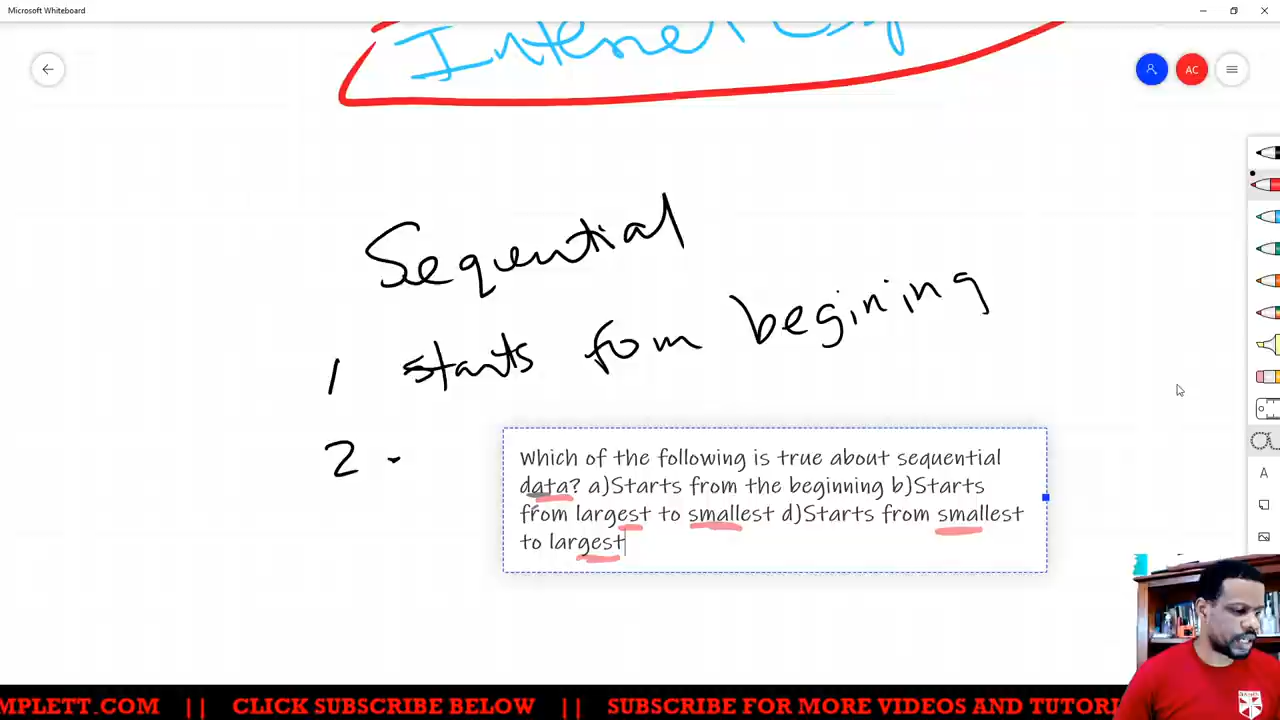 Microsoft Whiteboard
AC
Sequential
1 starts from begining
2 -
Which of the following is true about sequential
data? a)Starts from the beginning b)Starts
from largest to smallest d)Starts from smallest
to largest
A
MPLETT.COM || CLICK SUBSCRIBE BELOW || SUBSCRIBE FOR MORE VIDEOS AND TUTORI